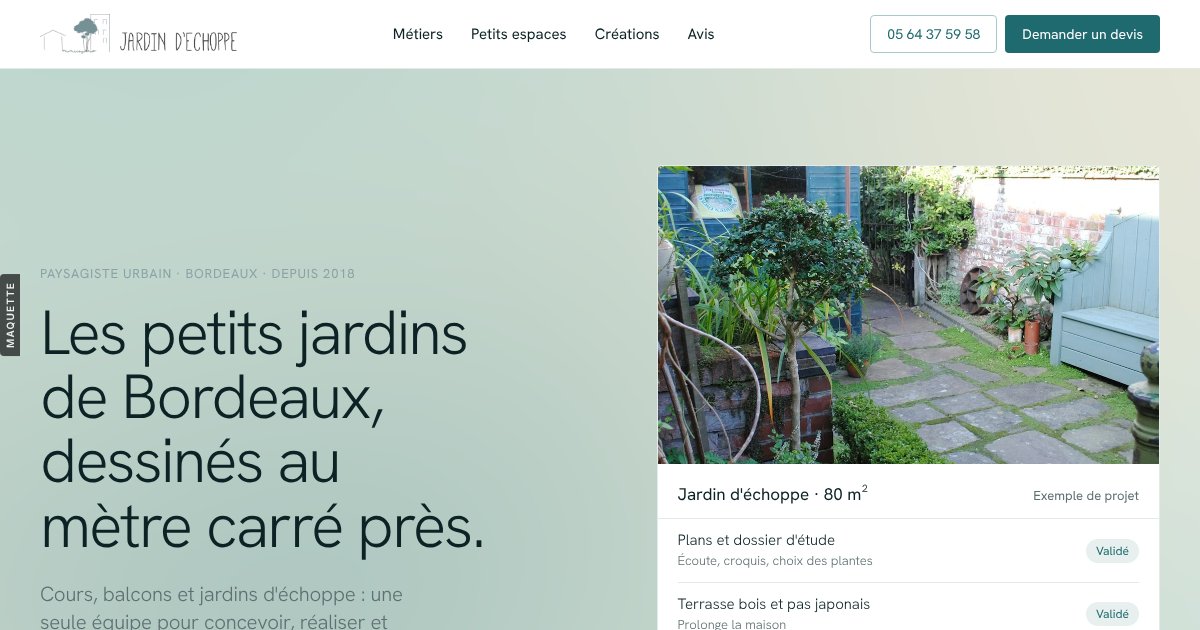 JARDIN D'ECHOPPE
Métiers
Petits espaces
Créations
Avis
05 64 37 59 58
Demander un devis
MAQUETTE
PAYSAGISTE URBAIN · BORDEAUX · DEPUIS 2018
Les petits jardins
de Bordeaux,
dessinés au
mètre carré près.
Cours, balcons et jardins d'échoppe : une
seule équipe pour concevoir, réaliser et
Jardin d'échoppe · 80 m²
Exemple de projet
Plans et dossier d'étude
Écoute, croquis, choix des plantes
Validé
Terrasse bois et pas japonais
Prolonge la maison
Validé